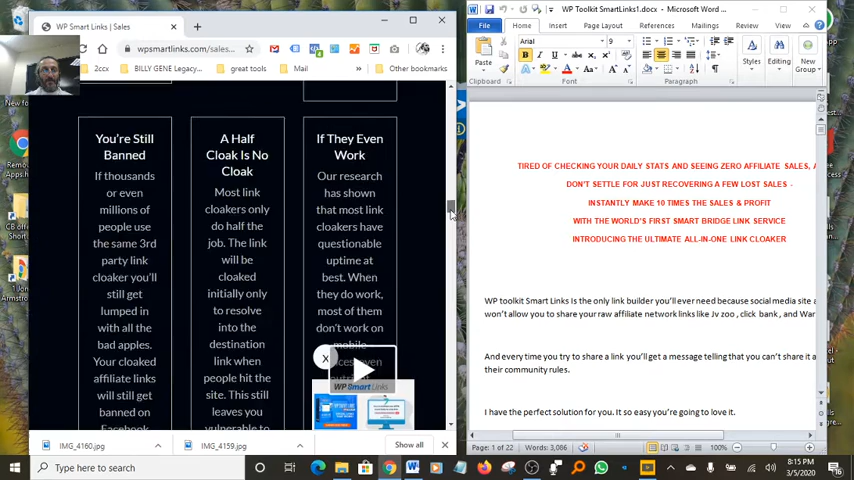 WP Smart Links | Sales
wpsmartlinks.com/sales...
2ccx
BILLY GENE Legacy...
great tools
Mail
»
Other bookmarks
You're Still
Banned
If thousands
or even
millions of
people use
the same 3rd
party link
cloaker you'll
still get
lumped in
with all the
bad apples.
Your cloaked
affiliate links
will still get
banned on
Facebook
A Half
Cloak Is No
Cloak
Most link
cloakers only
do half the
job. The link
will be
cloaked
initially only
to resolve
into the
destination
link when
people hit the
site. This still
leaves you
vulnerable to
If They Even
Work
Our research
has shown
that most link
cloakers have
questionable
uptime at
best. When
they do work,
most of them
don't work on
mobile
X
WP Smart Links
IMG_4160.jpg
IMG_4159.jpg
Show all
WP Toolkit SmartLinks1.docx - Microsoft Word ...
File
Home
Insert
Page Layout
References
Mailings
Review
View
Paste
Arial
Styles
Editing
New
Group
Clipboard
Font
Paragraph
TIRED OF CHECKING YOUR DAILY STATS AND SEEING ZERO AFFILIATE SALES, A
DON'T SETTLE FOR JUST RECOVERING A FEW LOST SALES -
INSTANTLY MAKE 10 TIMES THE SALES & PROFIT
WITH THE WORLD'S FIRST SMART BRIDGE LINK SERVICE
INTRODUCING THE ULTIMATE ALL-IN-ONE LINK CLOAKER
WP toolkit Smart Links Is the only link builder you'll ever need because social media site a
won't allow you to share your raw affiliate network links like Jv zoo , click bank , and War
And every time you try to share a link you'll get a message telling that you can't share it a
their community rules.
I have the perfect solution for you. It so easy you're going to love it.
Page: 1 of 22
Words: 3,086
100%
Type here to search
8:15 PM
3/5/2020